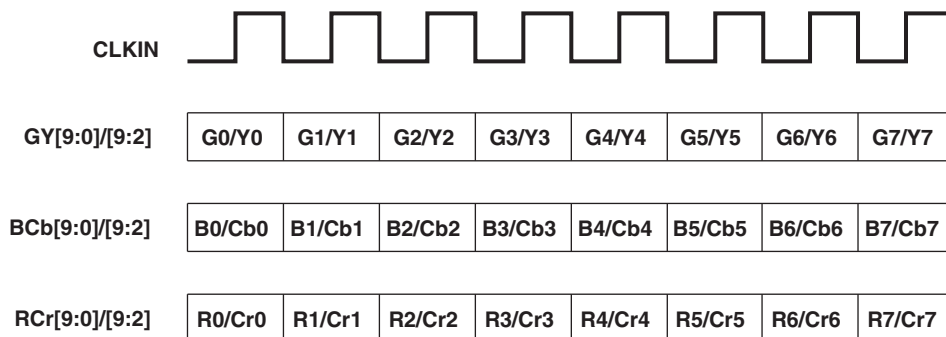 CLKIN
GY[9:0]/[9:2] G0/Y0 G1/Y1 G2/Y2 G3/Y3 G4/Y4 G5/Y5 G6/Y6 G7/Y7
BCb[9:0]/[9:2] B0/Cb0 B1/Cb1 B2/Cb2 B3/Cb3 B4/Cb4 B5/Cb5 B6/Cb6 B7/Cb7
RCr[9:0]/[9:2] R0/Cr0 R1/Cr1 R2/Cr2 R3/Cr3 R4/Cr4 R5/Cr5 R6/Cr6 R7/Cr7